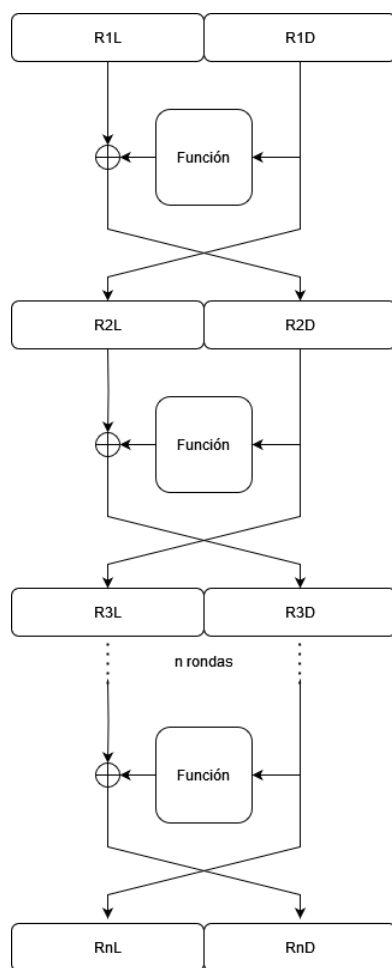 R1L R1D
Función
R2L R2D
Función
R3L R3D
n rondas
Función
RnL RnD